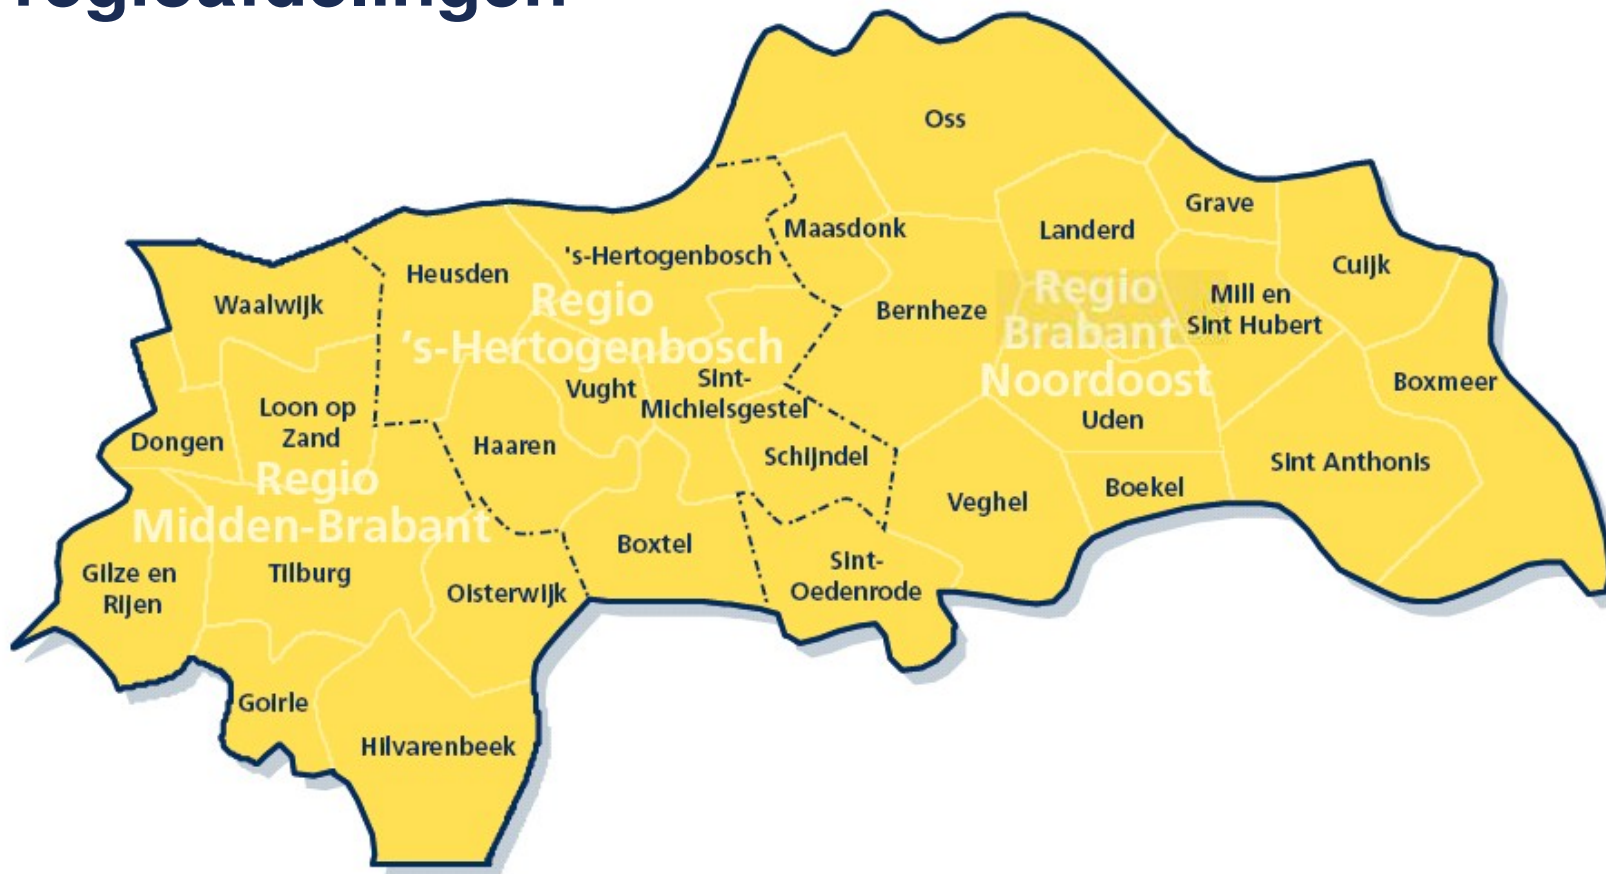 regioafdelingen
Oss
Grave
Maasdonk
Landerd
's-Hertogenbosch
Heusden
Cuijk
Waalwijk
Regio
's-Hertogenbosch
Bernheze
Regio
Brabant
Noordoost
Mill en
Sint Hubert
Vught
Sint-
Michielsgestel
Boxmeer
Loon op
Zand
Dongen
Haaren
Schijndel
Uden
Sint Anthonis
Regio
Midden-Brabant
Veghel
Boekel
Boxtel
Gilze en
Rijen
Tilburg
Oisterwijk
Sint-
Oedenrode
Goirle
Hilvarenbeek